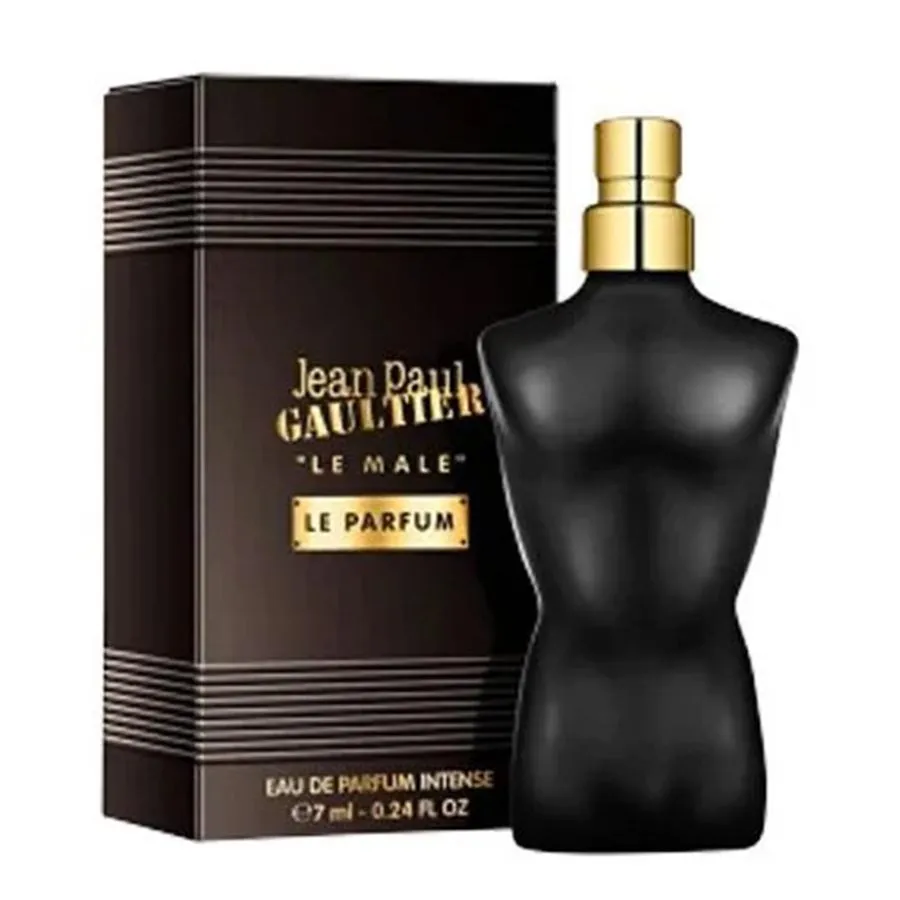 Jean Paul
GAULTIER
"LE MALE"
LE PARFUM
EAU DE PARFUM INTENSE
℮7 ml - 0.24 FL OZ